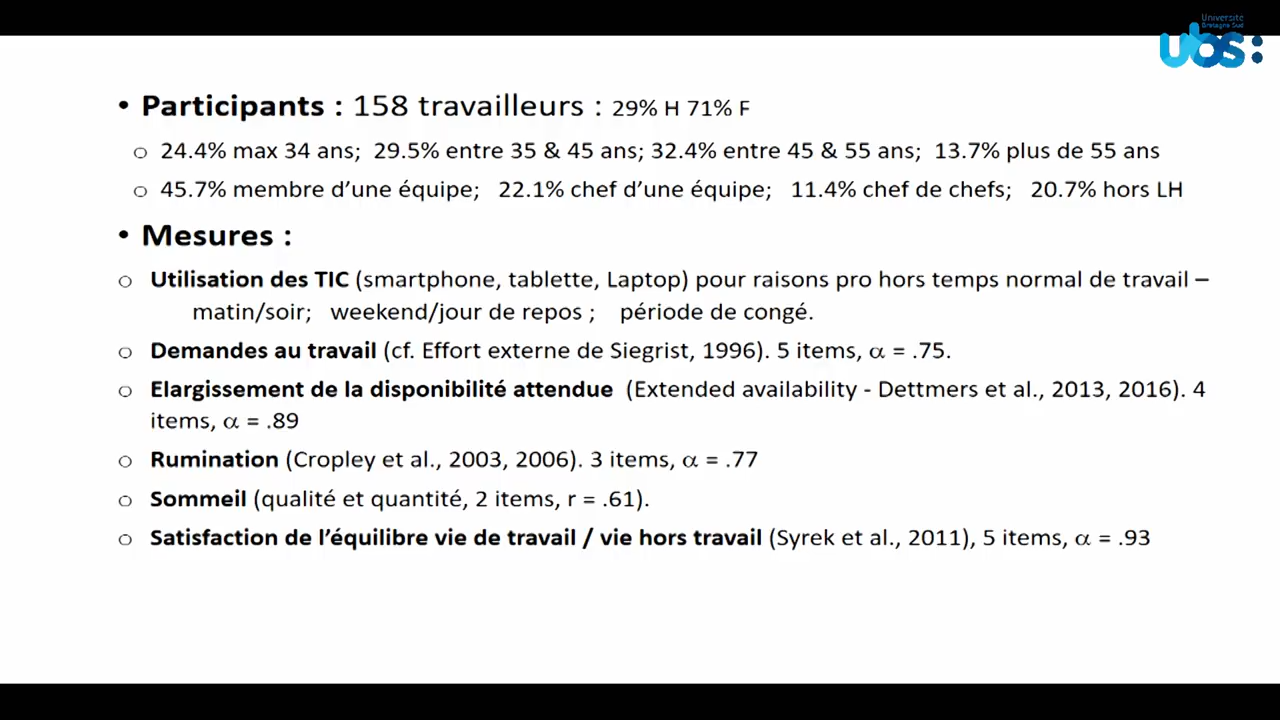 Université
Bretagne Sud
ubs:
• Participants : 158 travailleurs : 29% H 71% F
o 24.4% max 34 ans; 29.5% entre 35 & 45 ans; 32.4% entre 45 & 55 ans; 13.7% plus de 55 ans
o 45.7% membre d’une équipe; 22.1% chef d’une équipe; 11.4% chef de chefs; 20.7% hors LH
• Mesures :
o Utilisation des TIC (smartphone, tablette, Laptop) pour raisons pro hors temps normal de travail –
matin/soir; weekend/jour de repos ; période de congé.
o Demandes au travail (cf. Effort externe de Siegrist, 1996). 5 items, α = .75.
o Elargissement de la disponibilité attendue (Extended availability - Dettmers et al., 2013, 2016). 4
items, α = .89
o Rumination (Cropley et al., 2003, 2006). 3 items, α = .77
o Sommeil (qualité et quantité, 2 items, r = .61).
o Satisfaction de l’équilibre vie de travail / vie hors travail (Syrek et al., 2011), 5 items, α = .93